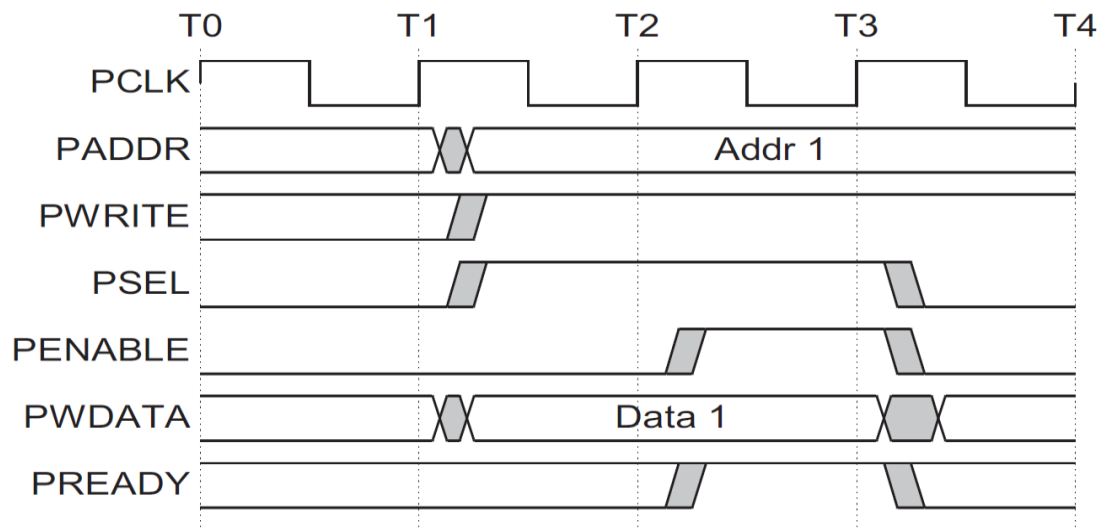 T0 T1 T2 T3 T4
PCLK
PADDR Addr 1
PWRITE
PSEL
PENABLE
PWDATA Data 1
PREADY